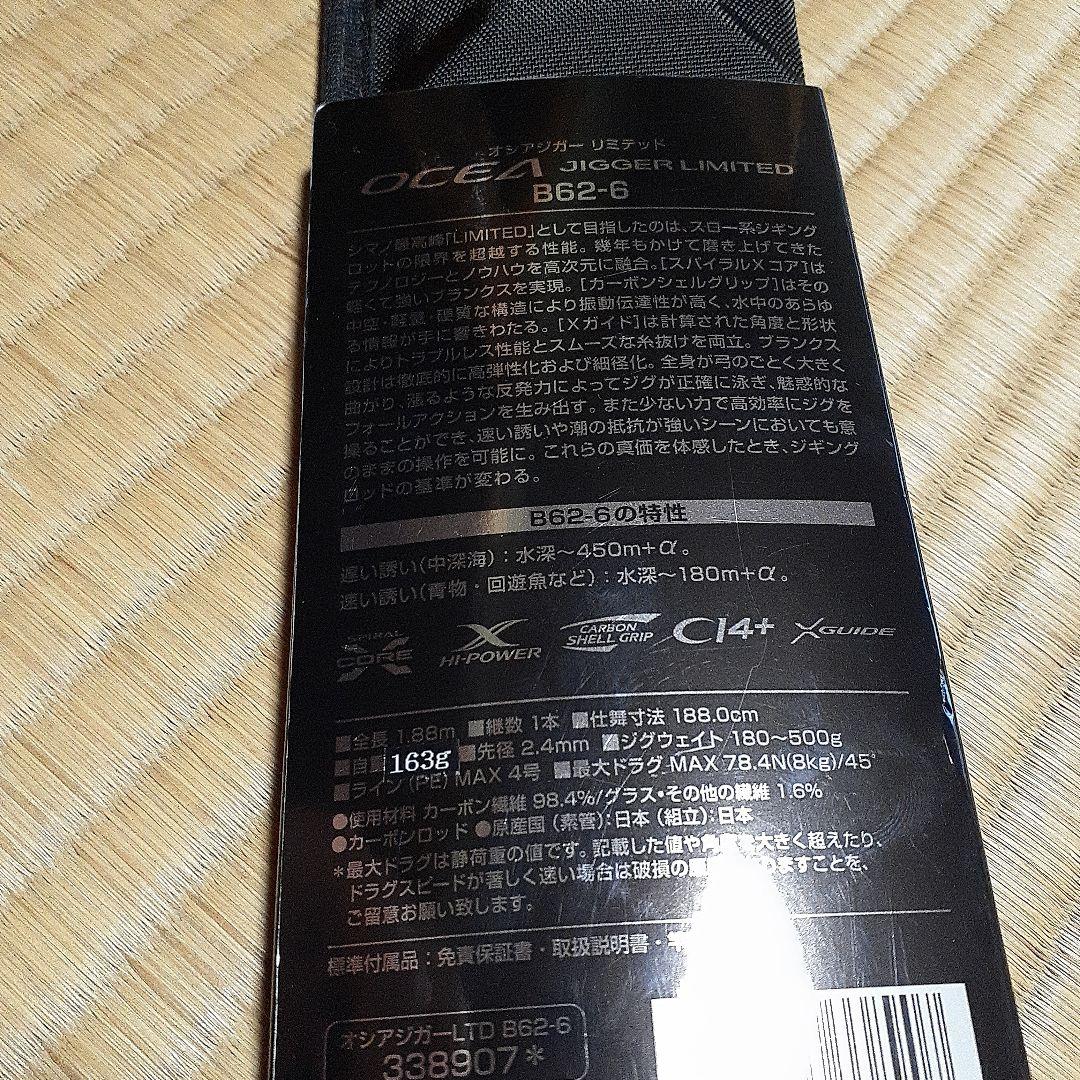 オシアジガー リミテッド
OCEA JIGGER LIMITED
B62-6
シマノ最高峰「LIMITED」として目指したのは、スロー系ジギング
ロッドの限界を超越する性能。幾年もかけて磨き上げてきた
テクノロジーとノウハウを高次元に融合。[スパイラルXコア]は
軽くて強いブランクスを実現。[カーボンシェルグリップ]はその
中空・軽量・硬質な構造により振動伝達性が高く、水中のあらゆ
る情報が手に響きわたる。[Xガイド]は計算された角度と形状
によりトラブルレス性能とスムーズな糸抜けを両立。ブランクス
設計は徹底的に高弾性化および細径化。全身が弓のごとく大きく
曲がり、漲るような反発力によってジグが正確に泳ぎ、魅惑的な
フォールアクションを生み出す。また少ない力で高効率にジグを
操ることができ、速い誘いや潮の抵抗が強いシーンにおいても意
のままの操作を可能に。これらの真価を体感したとき、ジギング
ロッドの基準が変わる。
B62-6の特性
遅い誘い(中深海):水深～450m+α。
速い誘い(青物・回遊魚など):水深～180m+α。
SPIRAL X CORE X HI-POWER CARBON SHELL GRIP CI4+ XGUIDE
■全長 1.88m ■継数 1本 ■仕舞寸法 188.0cm
■自 163g ■先径 2.4mm ■ジグウェイト 180～500g
■ライン(PE) MAX 4号 ■最大ドラグ MAX 78.4N(8kg)/45°
●使用材料 カーボン繊維 98.4%/グラス・その他の繊維 1.6%
●カーボンロッド ●原産国(素管):日本(組立):日本
*最大ドラグは静荷重の値です。記載した値や角 大きく超えたり、
ドラグスピードが著しく速い場合は破損の ますことを、
ご留意お願い致します。
標準付属品:免責保証書・取扱説明書・
オシアジガーLTD B62-6
338907*